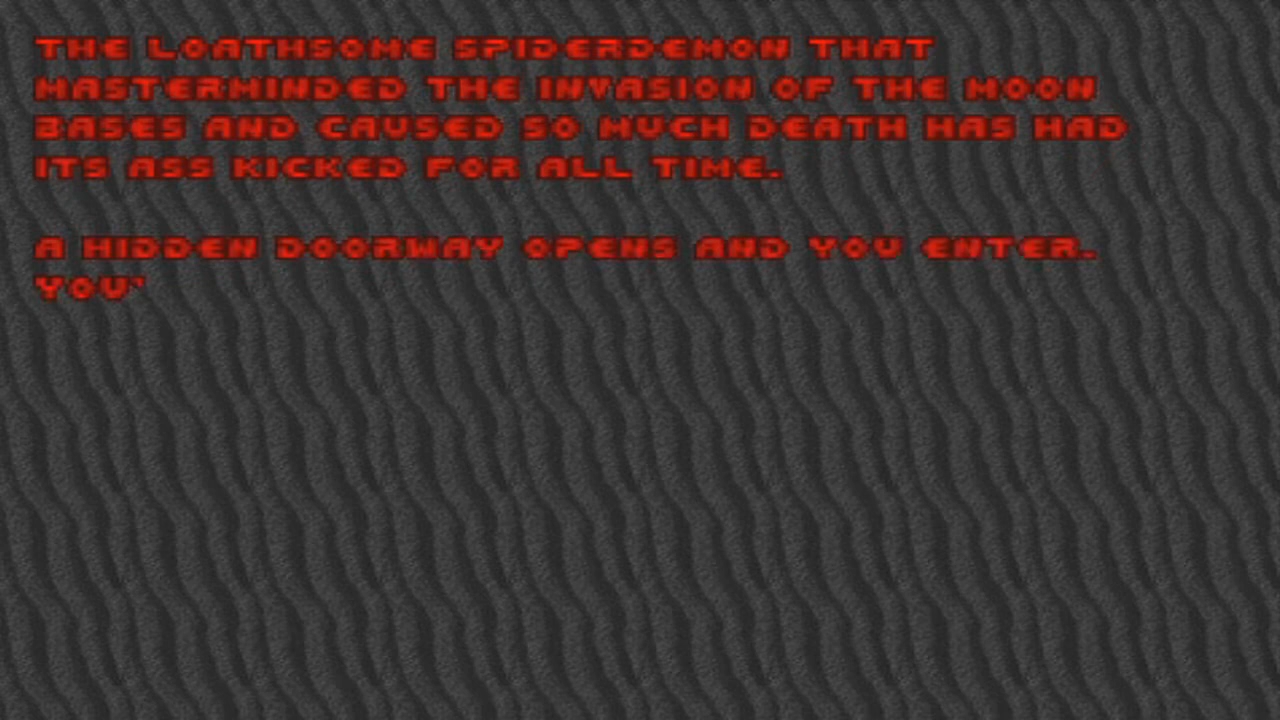 THE LOATHSOME SPIDERDEMON THAT
MASTERMINDED THE INVASION OF THE MOON
BASES AND CAUSED SO MUCH DEATH HAS HAD
ITS ASS KICKED FOR ALL TIME.
A HIDDEN DOORWAY OPENS AND YOU ENTER.
YOU'